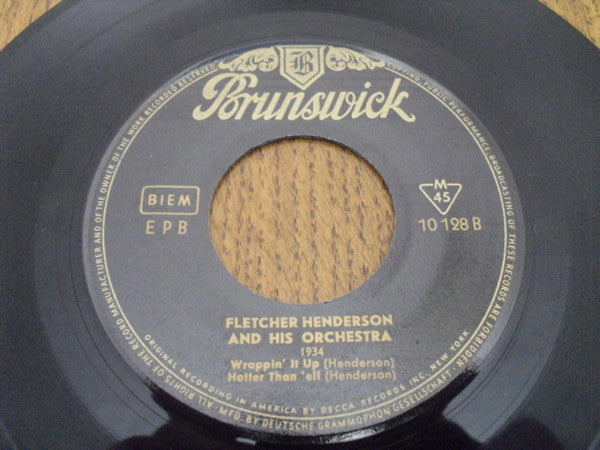 B
Brunswick
BIEM
EPB
M
45
10 128 B
FLETCHER HENDERSON
AND HIS ORCHESTRA
1934
Wrappin' It Up (Henderson)
Hotter Than 'ell (Henderson)
ORIGINAL RECORDING IN AMERICA BY DECCA RECORDS INC., NEW YORK
ALL RIGHTS OF THE RECORD MANUFACTURER AND OF THE OWNER OF THE WORK RECORDED RESERVED
COPYING, PUBLIC PERFORMANCE, BROADCASTING OF THESE RECORDS ARE FORBIDDEN
MFD. BY DEUTSCHE GRAMMOPHON GESELLSCHAFT